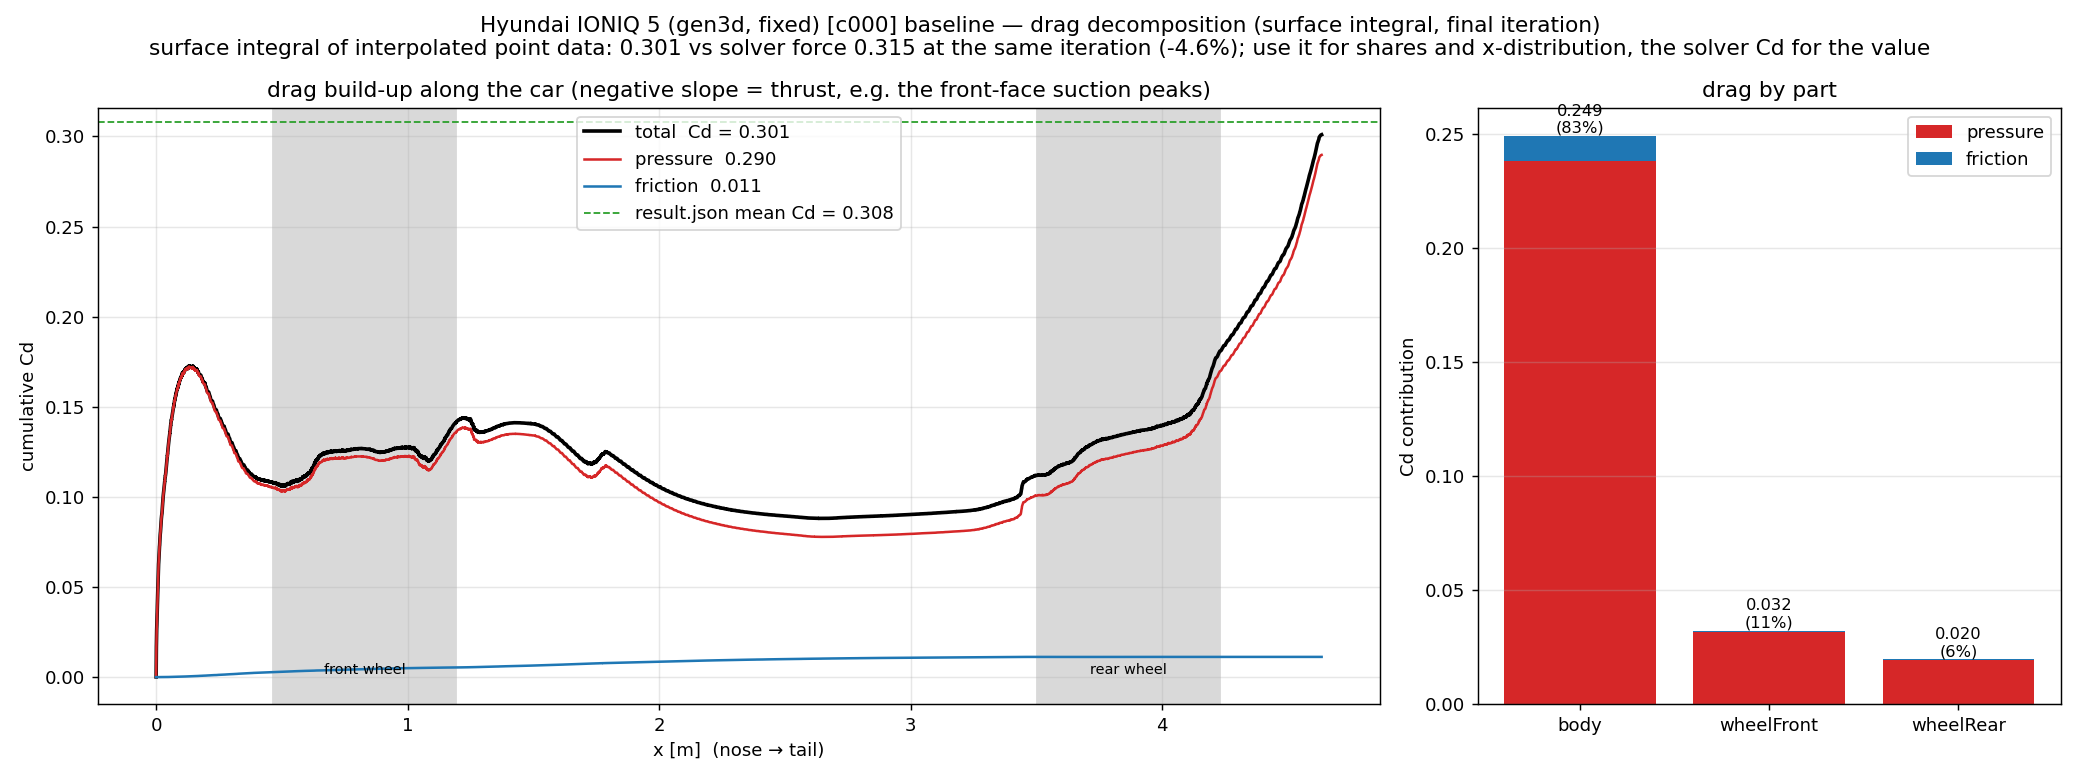 Hyundai IONIQ 5 (gen3d, fixed) [c000] baseline — drag decomposition (surface integral, final iteration)
surface integral of interpolated point data: 0.301 vs solver force 0.315 at the same iteration (-4.6%); use it for shares and x-distribution, the solver Cd for the value
drag build-up along the car (negative slope = thrust, e.g. the front-face suction peaks)
total  Cd = 0.301
pressure  0.290
friction  0.011
result.json mean Cd = 0.308
cumulative Cd
0.30
0.25
0.20
0.15
0.10
0.05
0.00
front wheel
rear wheel
0
1
2
3
4
x [m]  (nose → tail)
drag by part
pressure
friction
Cd contribution
0.25
0.20
0.15
0.10
0.05
0.00
0.249
(83%)
0.032
(11%)
0.020
(6%)
body
wheelFront
wheelRear